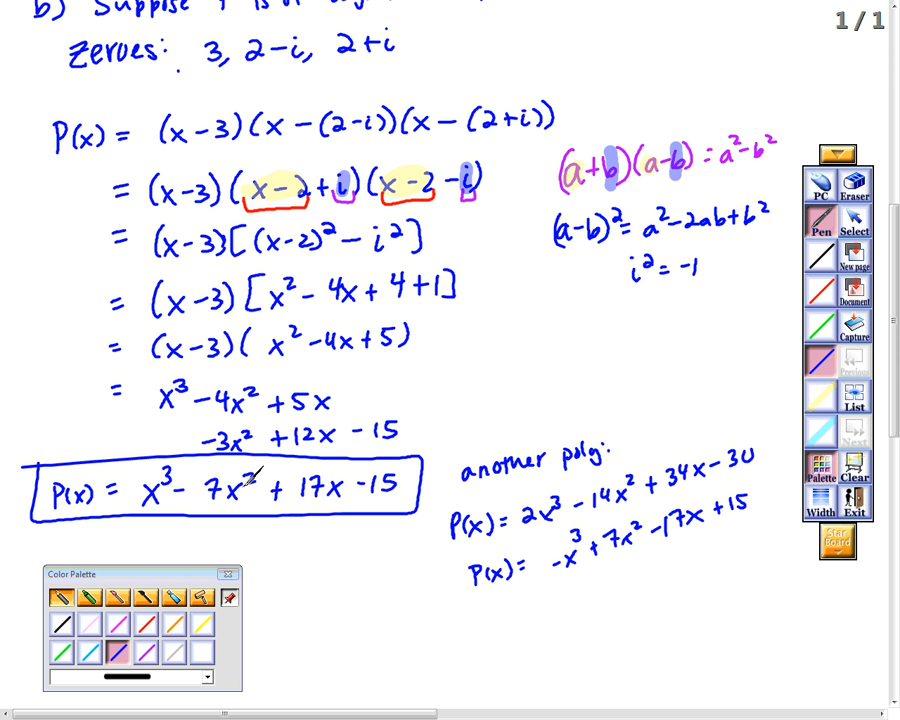 b) Suppose P is of
1 / 1
zeroes: 3, 2-i, 2+i
P(x) = (x-3)(x-(2-i))(x-(2+i))
= (x-3)(x-2+i)(x-2-i)
= (x-3)[(x-2)² - i²]
= (x-3)[x² - 4x + 4+1]
= (x-3)(x² -4x+5)
= x³ -4x² +5x
-3x² +12x -15
P(x) = x³ - 7x² + 17x -15
(a+b)(a-b) = a²-b²
(a-b)² = a²-2ab+b²
i² = -1
another poly:
P(x) = 2x³ -14x² + 34x -30
P(x) = -x³ +7x² -17x +15
PC
Eraser
Pen
Select
New page
Document
Capture
Previous
List
Next
Palette
Clear
Width
Exit
Star Board
Color Palette